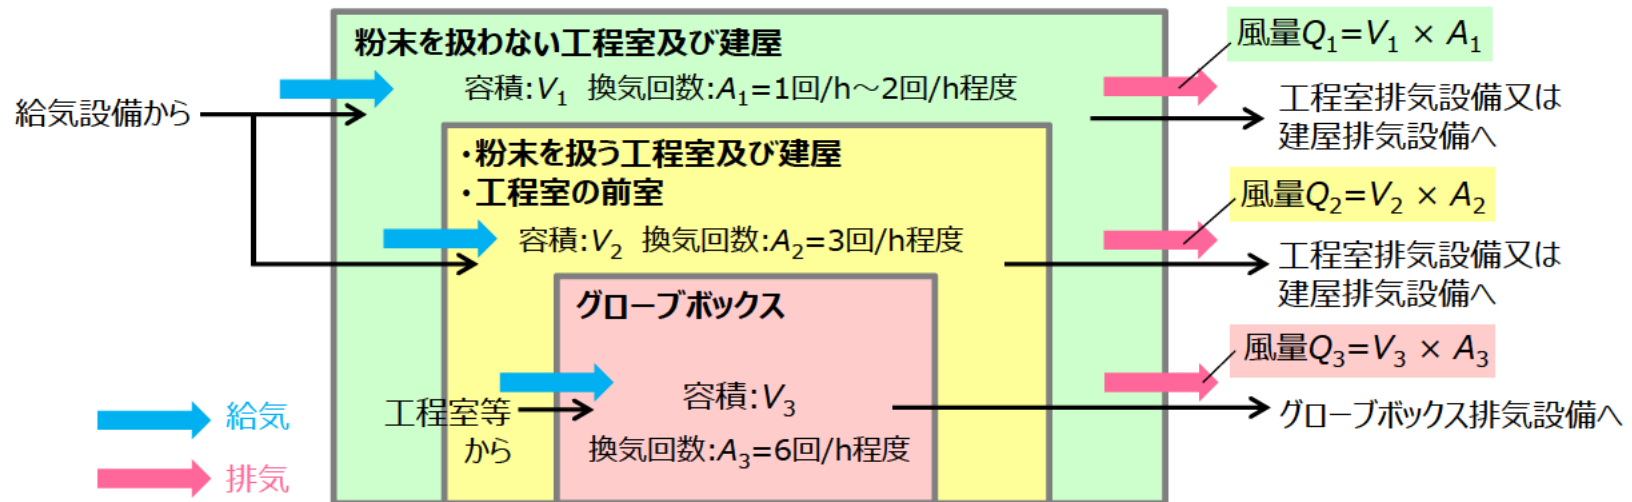 粉末を扱わない工程室及び建屋
容積:V₁ 換気回数:A₁=1回/h～2回/h程度
給気設備から
風量Q₁=V₁ × A₁
工程室排気設備又は
建屋排気設備へ
・粉末を扱う工程室及び建屋
・工程室の前室
容積:V₂ 換気回数:A₂=3回/h程度
風量Q₂=V₂ × A₂
工程室排気設備又は
建屋排気設備へ
グローブボックス
工程室等
から
容積:V₃
換気回数:A₃=6回/h程度
風量Q₃=V₃ × A₃
グローブボックス排気設備へ
給気
排気